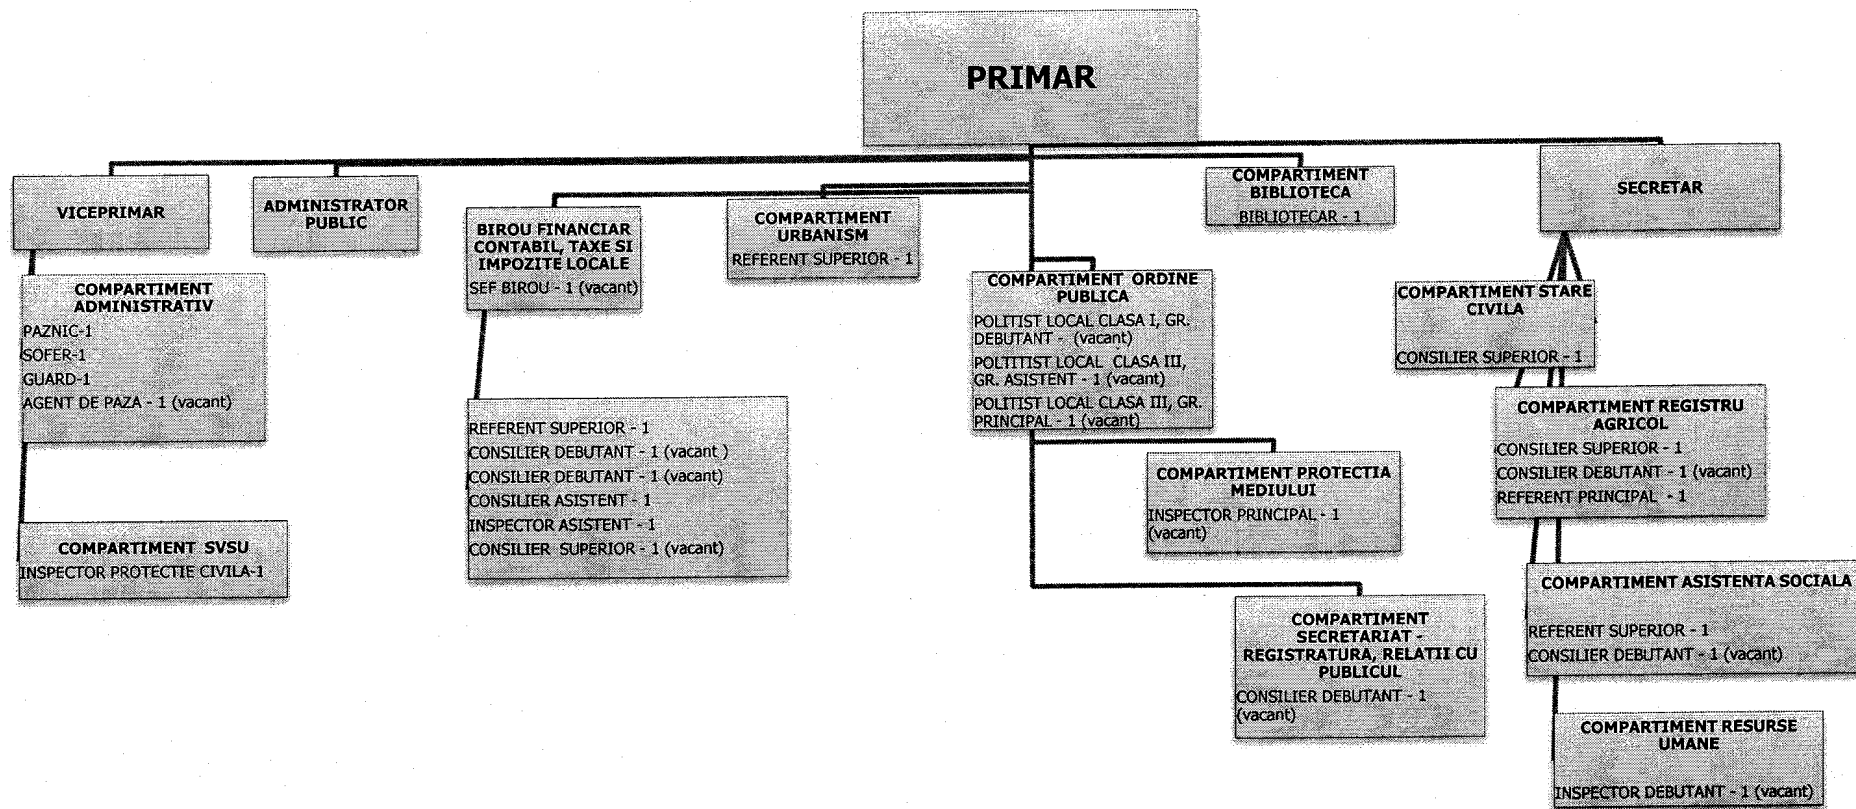 PRIMAR
VICEPRIMAR
ADMINISTRATOR
PUBLIC
BIROU FINANCIAR
CONTABIL, TAXE SI
IMPOZITE LOCALE
SEF BIROU - 1 (vacant)
COMPARTIMENT
URBANISM
REFERENT SUPERIOR - 1
COMPARTIMENT
BIBLIOTECA
BIBLIOTECAR - 1
SECRETAR
COMPARTIMENT
ADMINISTRATIV
PAZNIC-1
SOFER-1
GUARD-1
AGENT DE PAZA - 1 (vacant)
COMPARTIMENT SVSU
INSPECTOR PROTECTIE CIVILA-1
REFERENT SUPERIOR - 1
CONSILIER DEBUTANT - 1 (vacant )
CONSILIER DEBUTANT - 1 (vacant)
CONSILIER ASISTENT - 1
INSPECTOR ASISTENT - 1
CONSILIER SUPERIOR - 1 (vacant)
COMPARTIMENT ORDINE
PUBLICA
POLITIST LOCAL CLASA I, GR.
DEBUTANT - (vacant)
POLITTIST LOCAL CLASA III,
GR. ASISTENT - 1 (vacant)
POLITIST LOCAL CLASA III, GR.
PRINCIPAL - 1 (vacant)
COMPARTIMENT PROTECTIA
MEDIULUI
INSPECTOR PRINCIPAL - 1
(vacant)
COMPARTIMENT
SECRETARIAT -
REGISTRATURA, RELATII CU
PUBLICUL
CONSILIER DEBUTANT - 1
(vacant)
COMPARTIMENT STARE
CIVILA
CONSILIER SUPERIOR - 1
COMPARTIMENT REGISTRU
AGRICOL
CONSILIER SUPERIOR - 1
CONSILIER DEBUTANT - 1 (vacant)
REFERENT PRINCIPAL - 1
COMPARTIMENT ASISTENTA SOCIALA
REFERENT SUPERIOR - 1
CONSILIER DEBUTANT - 1 (vacant)
COMPARTIMENT RESURSE
UMANE
INSPECTOR DEBUTANT - 1 (vacant)